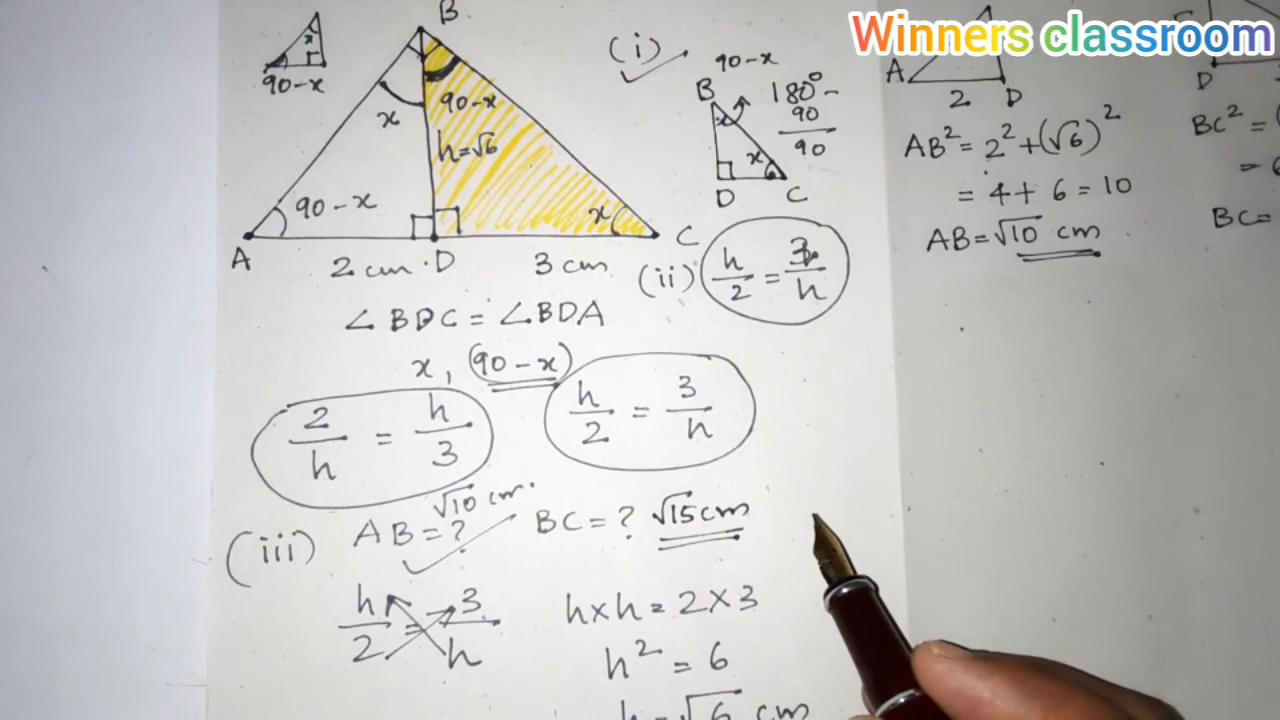 Winners classroom
B
x
90-x
x
90-x
h=√6
90-x
x
A
2 cm
D
3 cm
C
∠BDC = ∠BDA
x, (90-x)
2/h = h/3
h/2 = 3/h
(i)
90-x
B
180°-
90
90
x
x
D
C
(ii) h/2 = 3/h
√10 cm.
(iii) AB=? BC=? √15cm
h/2 = 3/h
h×h = 2×3
h² = 6
h = √6 cm
A
2
D
AB² = 2² + (√6)²
= 4 + 6 = 10
AB = √10 cm
D
BC² =
=
BC=